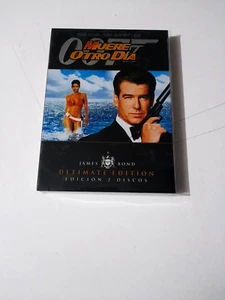 007
MUERE
OTRO DÍA
JAMES BOND
ULTIMATE EDITION
EDICIÓN 2 DISCOS